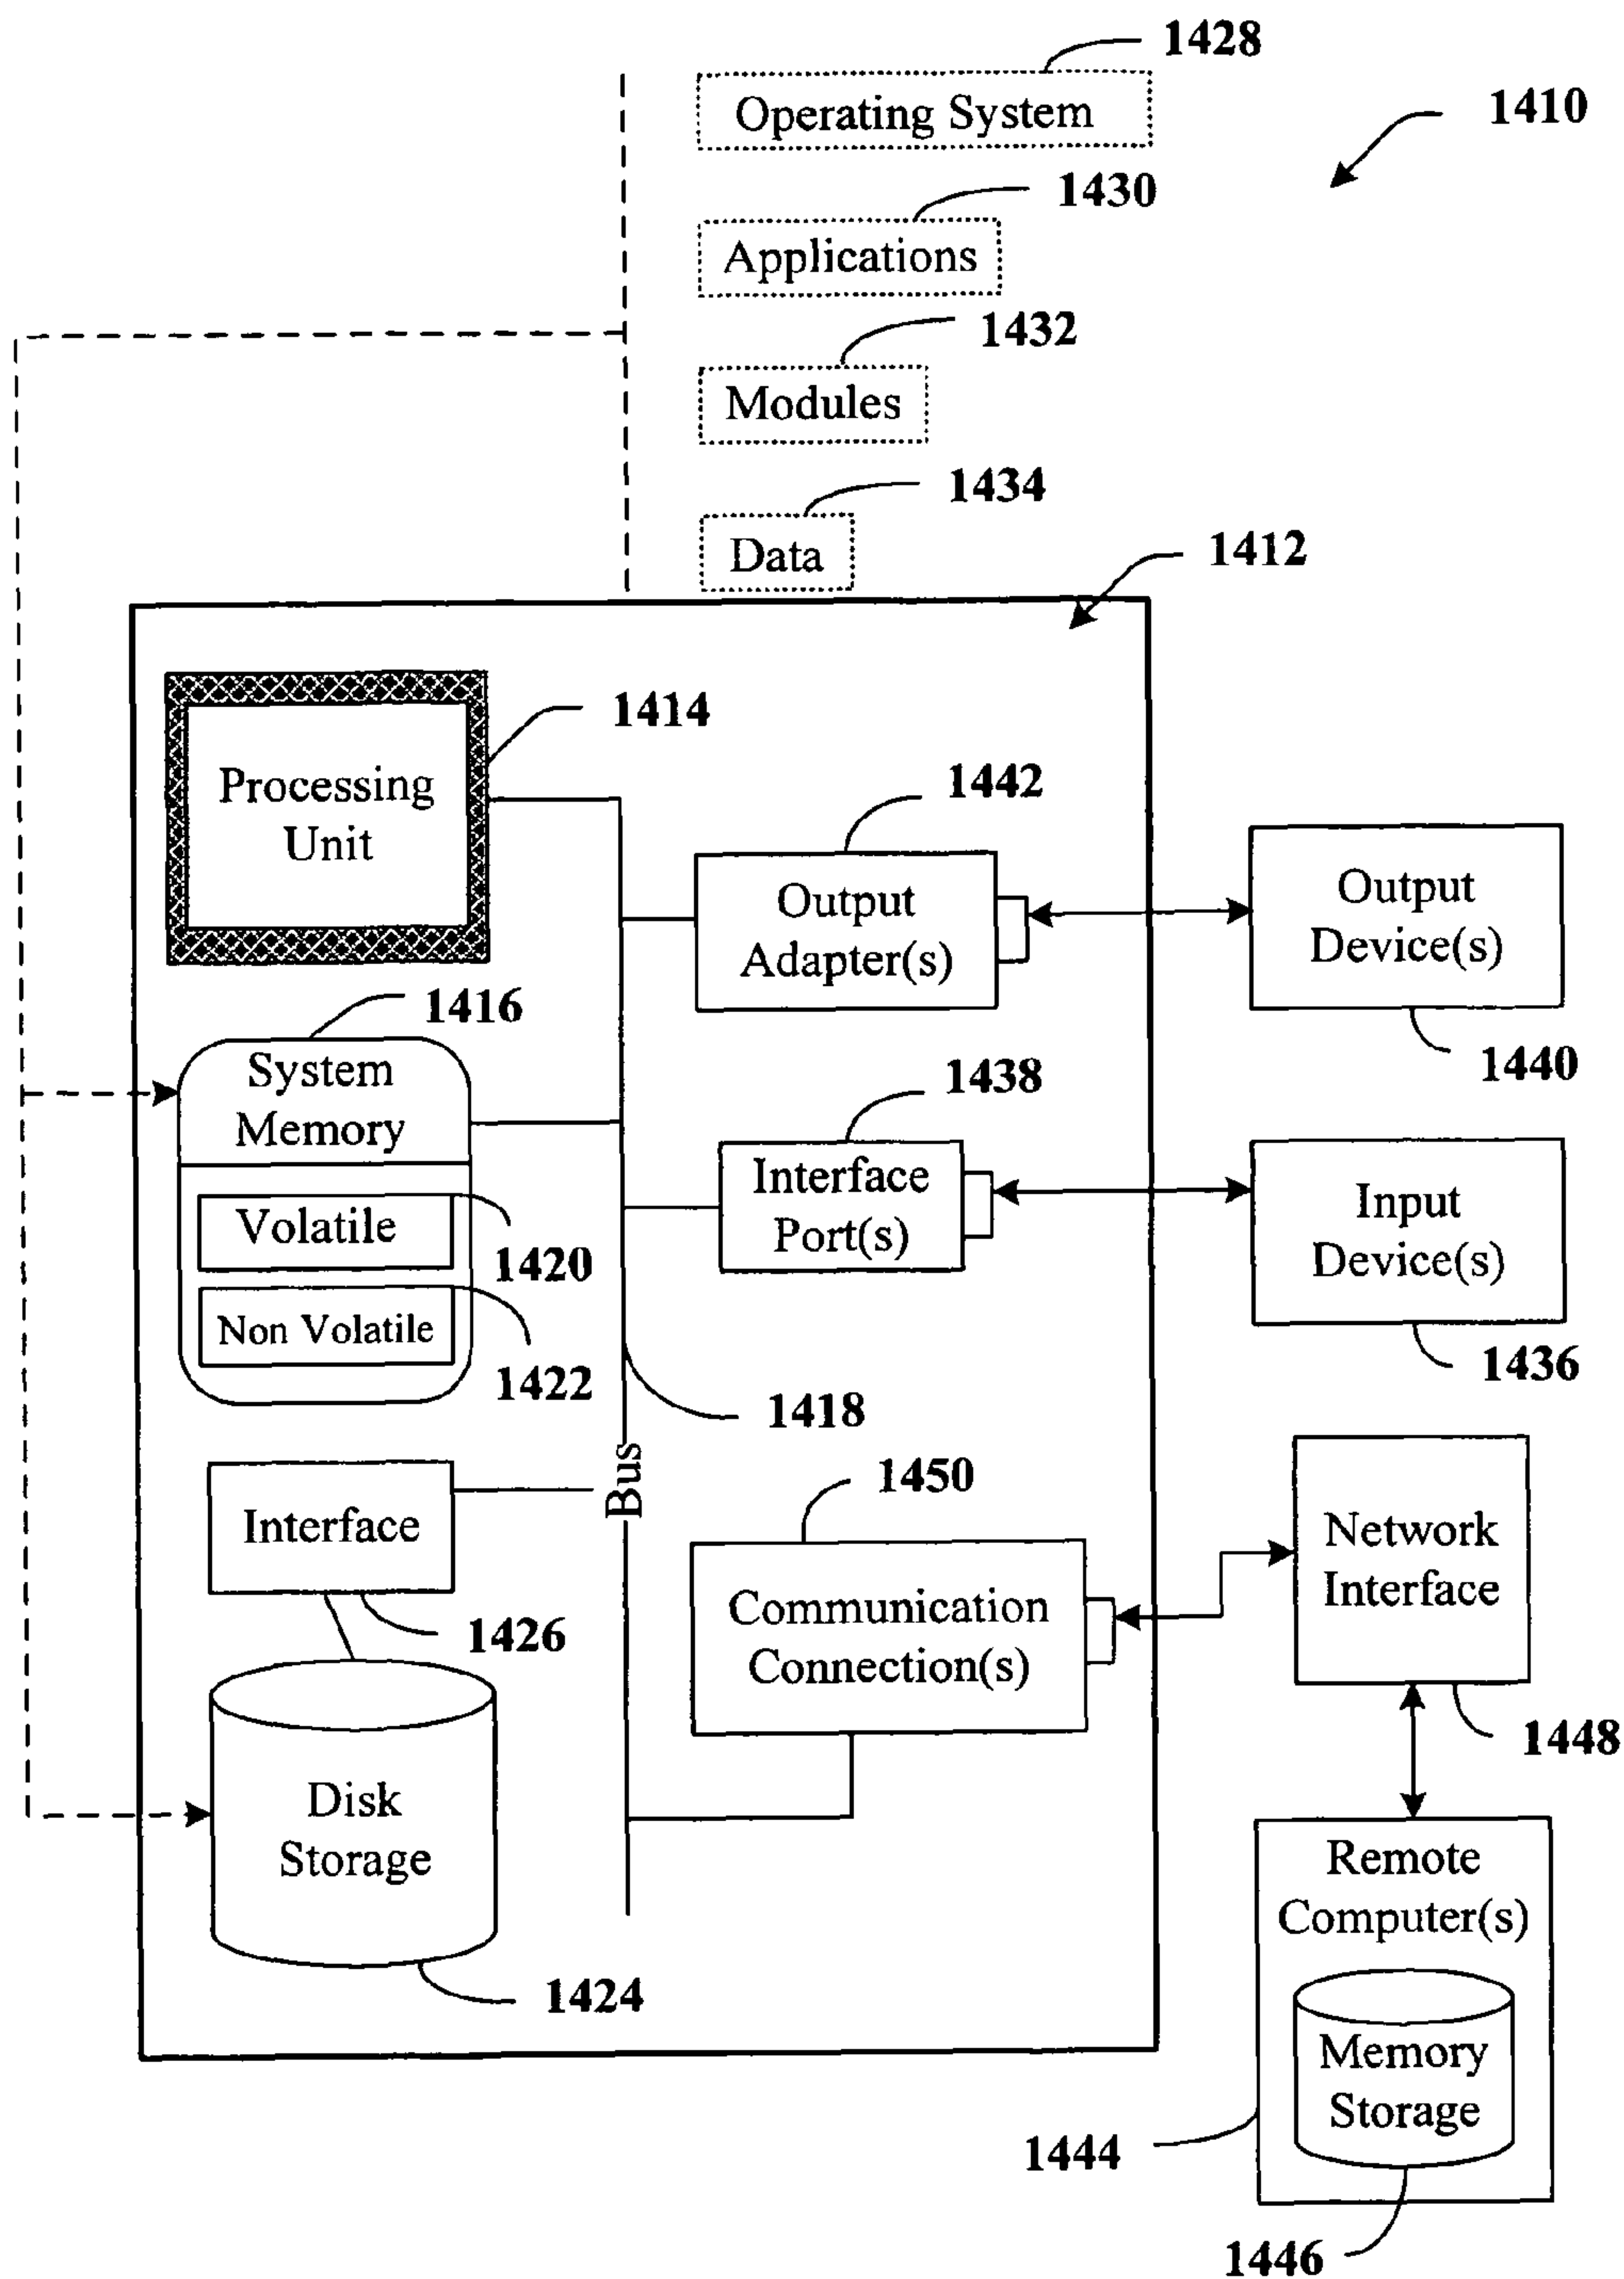 1428
Operating System
1410
1430
Applications
1432
Modules
1434
Data
1412
1414
Processing
Unit
1442
Output
Adapter(s)
Output
Device(s)
1440
1416
System
Memory
1438
Interface
Port(s)
Input
Device(s)
1436
Volatile
1420
Non Volatile
1422
1418
Bus
1450
Interface
1426
Communication
Connection(s)
Network
Interface
1448
Disk
Storage
1424
Remote
Computer(s)
Memory
Storage
1444
1446